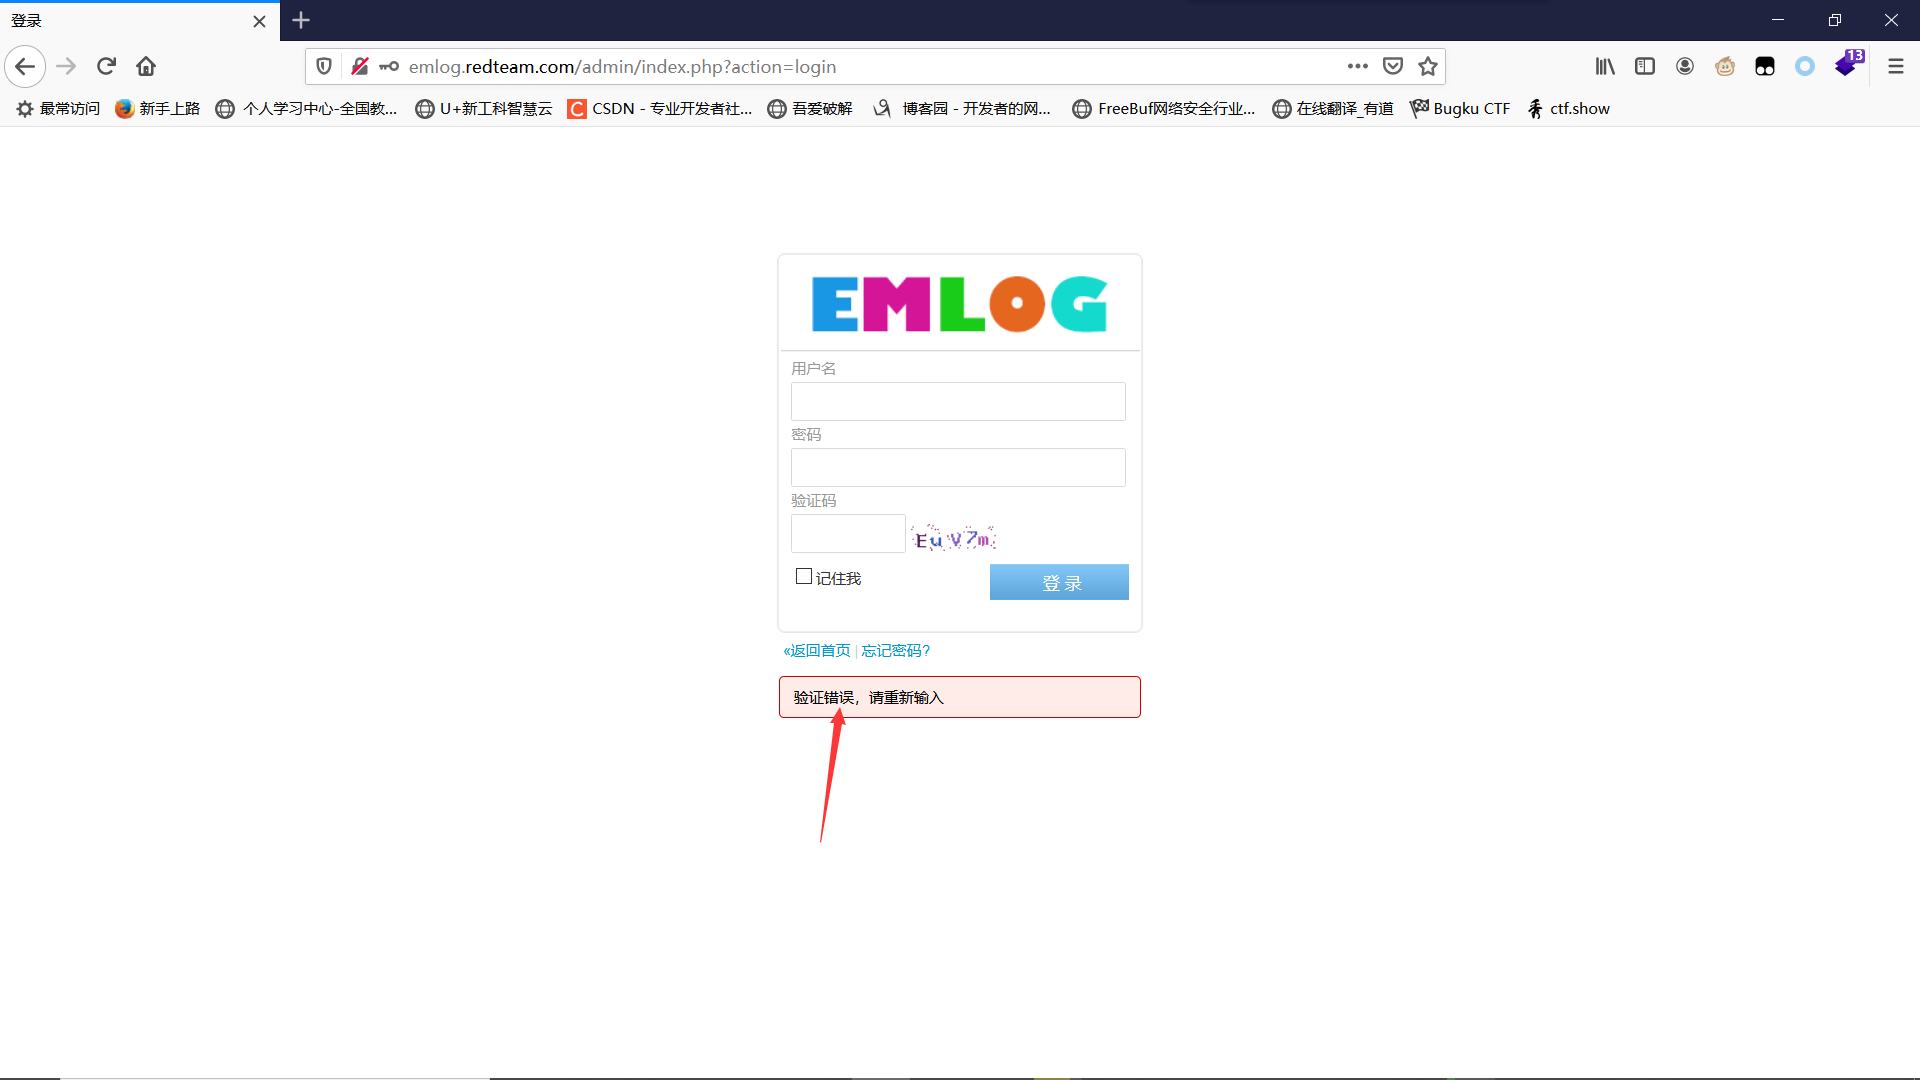 登录
emlog.redteam.com/admin/index.php?action=login
13
最常访问 新手上路 个人学习中心-全国教... U+新工科智慧云 CSDN - 专业开发者社... 吾爱破解 博客园 - 开发者的网... FreeBuf网络安全行业... 在线翻译_有道 Bugku CTF ctf.show
EMLOG
用户名
密码
验证码
EuV7m
记住我 登 录
«返回首页 | 忘记密码?
验证错误，请重新输入